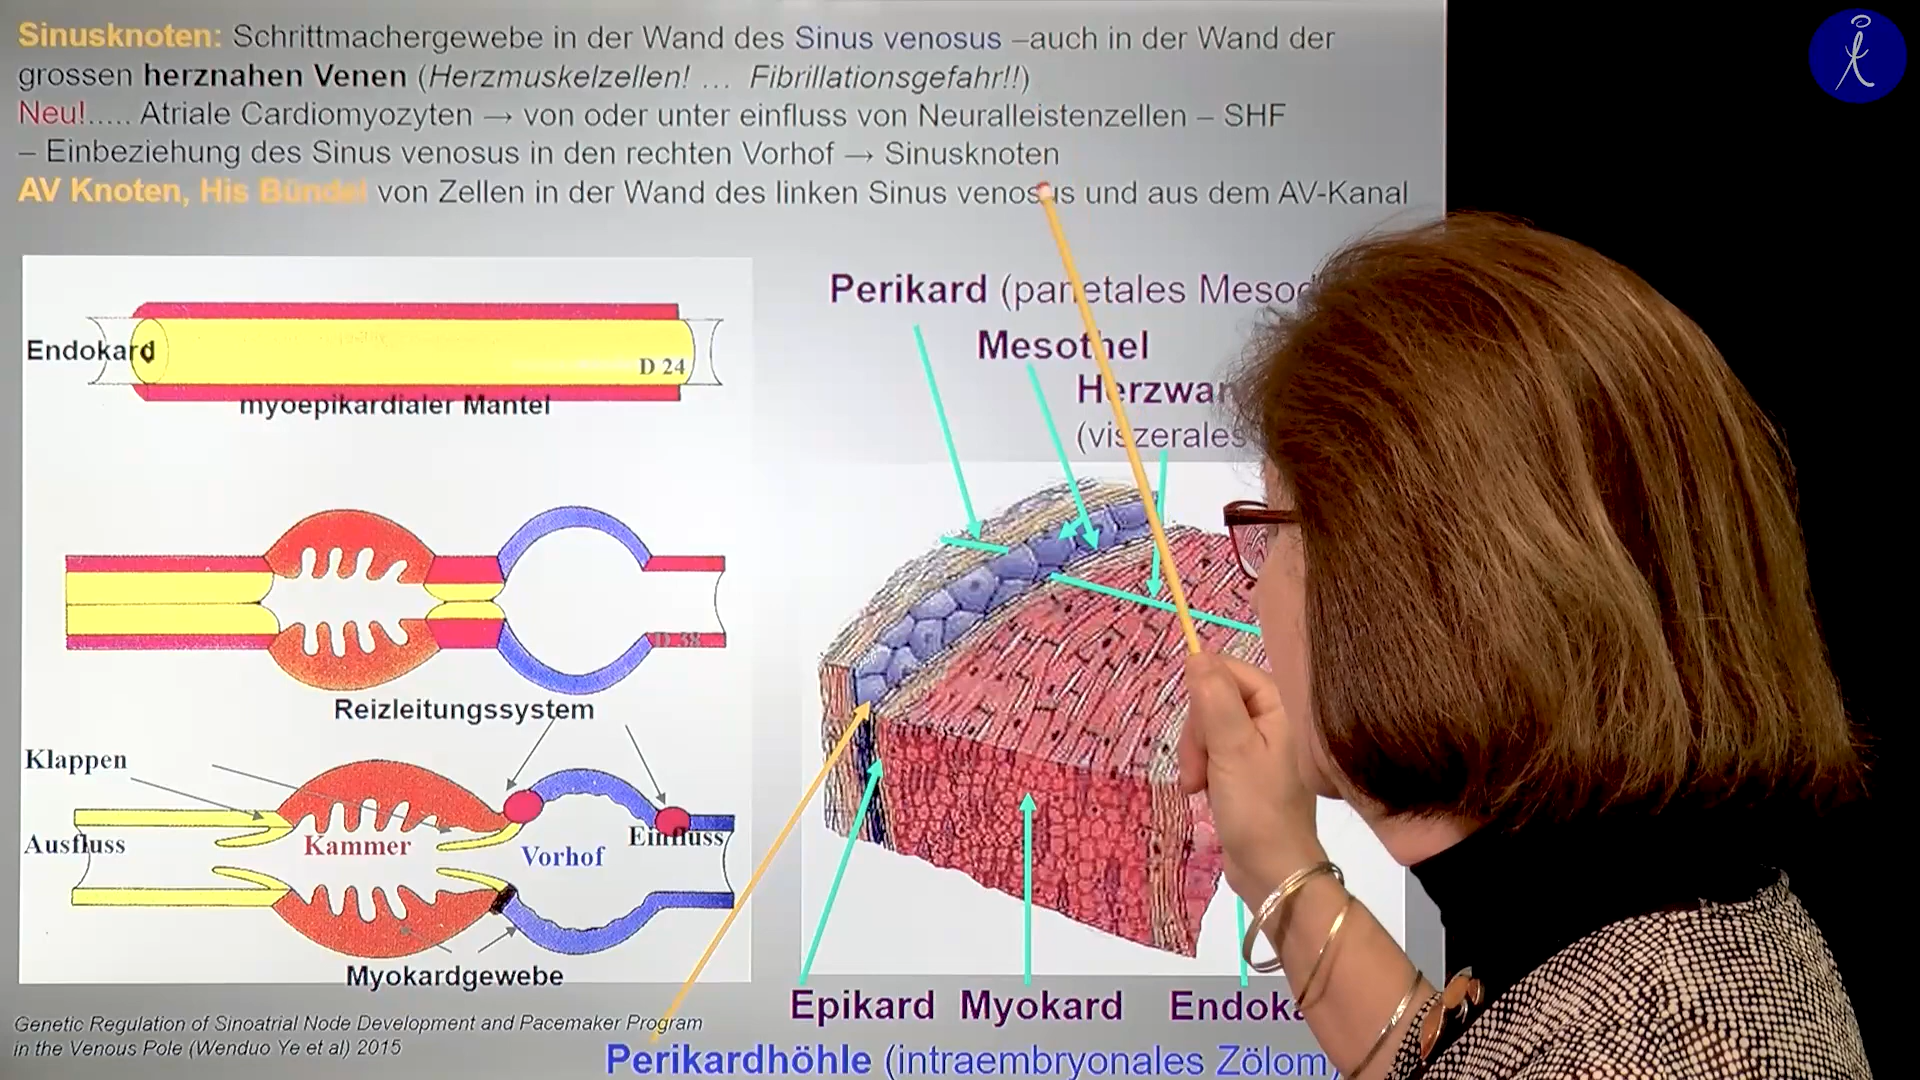 Sinusknoten: Schrittmachergewebe in der Wand des Sinus venosus –auch in der Wand der
grossen herznahen Venen (Herzmuskelzellen! ... Fibrillationsgefahr!!)
Neu!..... Atriale Cardiomyozyten → von oder unter einfluss von Neuralleistenzellen – SHF
– Einbeziehung des Sinus venosus in den rechten Vorhof → Sinusknoten
AV Knoten, His Bündel von Zellen in der Wand des linken Sinus venosus und aus dem AV-Kanal
Endokard
D 24
myoepikardialer Mantel
D 38
Reizleitungssystem
Klappen
Ausfluss
Kammer
Vorhof
Einfluss
Myokardgewebe
Genetic Regulation of Sinoatrial Node Development and Pacemaker Program
in the Venous Pole (Wenduo Ye et al) 2015
Perikard (parietales
Mesothel
(viszerales
Epikard Myokard
Perikardhöhle (intraembryonales Zölom)